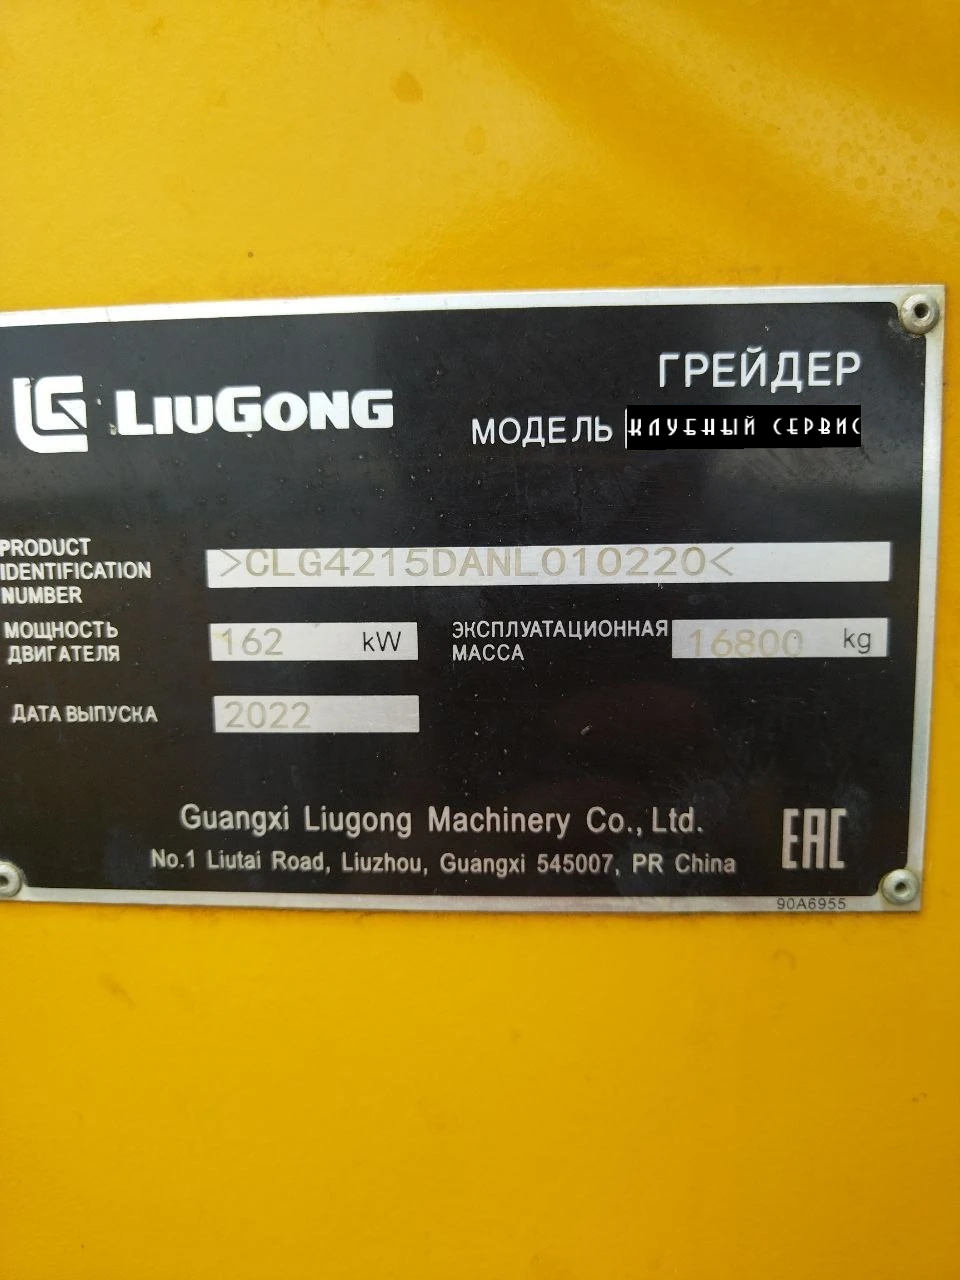 LIUGONG
ГРЕЙДЕР
МОДЕЛЬ КЛУБНЫЙ СЕРВИС
PRODUCT
IDENTIFICATION
NUMBER
>CLG4215DANL010220<
МОЩНОСТЬ
ДВИГАТЕЛЯ
162 kW
ЭКСПЛУАТАЦИОННАЯ
МАССА
16800 kg
ДАТА ВЫПУСКА 2022
Guangxi Liugong Machinery Co., Ltd.
No.1 Liutai Road, Liuzhou, Guangxi 545007, PR China
EAC
90A6955